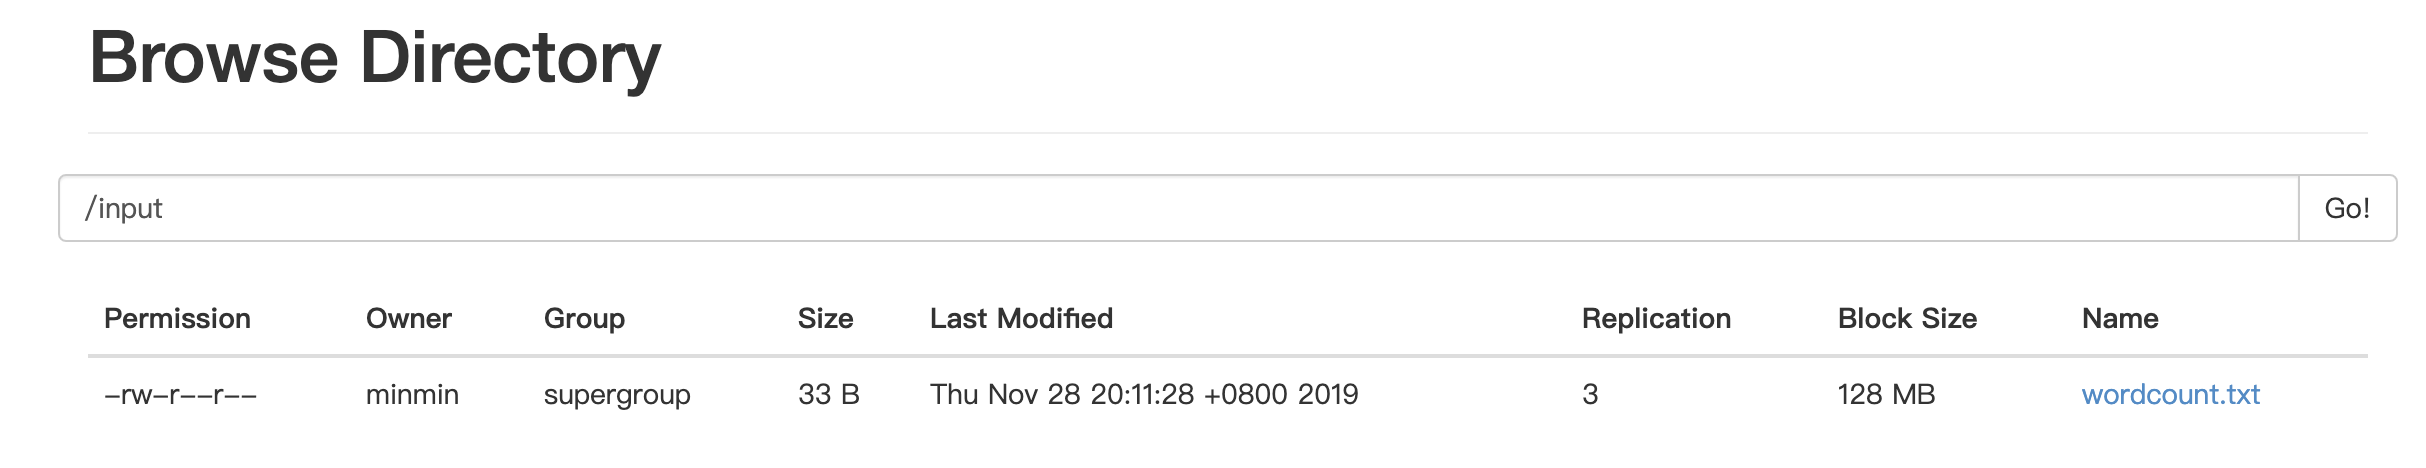 Browse Directory
/input Go!
Permission Owner Group Size Last Modified Replication Block Size Name
-rw-r--r-- minmin supergroup 33 B Thu Nov 28 20:11:28 +0800 2019 3 128 MB wordcount.txt